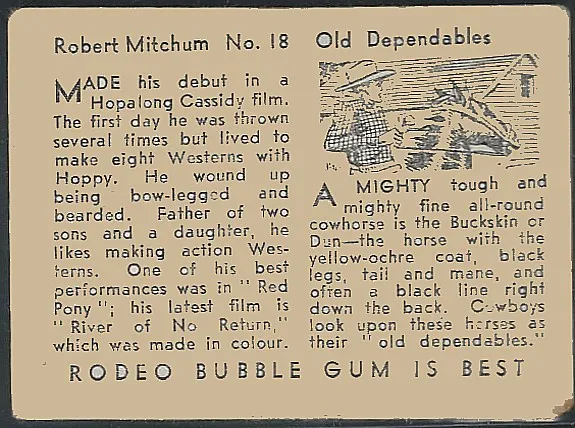 Robert Mitchum No. 18
MADE his debut in a
Hopalong Cassidy film.
The first day he was thrown
several times but lived to
make eight Westerns with
Hoppy. He wound up
being bow-legged and
bearded. Father of two
sons and a daughter, he
likes making action Wes-
terns. One of his best
performances was in "Red
Pony"; his latest film is
"River of No Return,"
which was made in colour.
Old Dependables
A MIGHTY tough and
mighty fine all-round
cowhorse is the Buckskin or
Dun—the horse with the
yellow-ochre coat, black
legs, tail and mane, and
often a black line right
down the back. Cowboys
look upon these horses as
their "old dependables."
RODEO BUBBLE GUM IS BEST